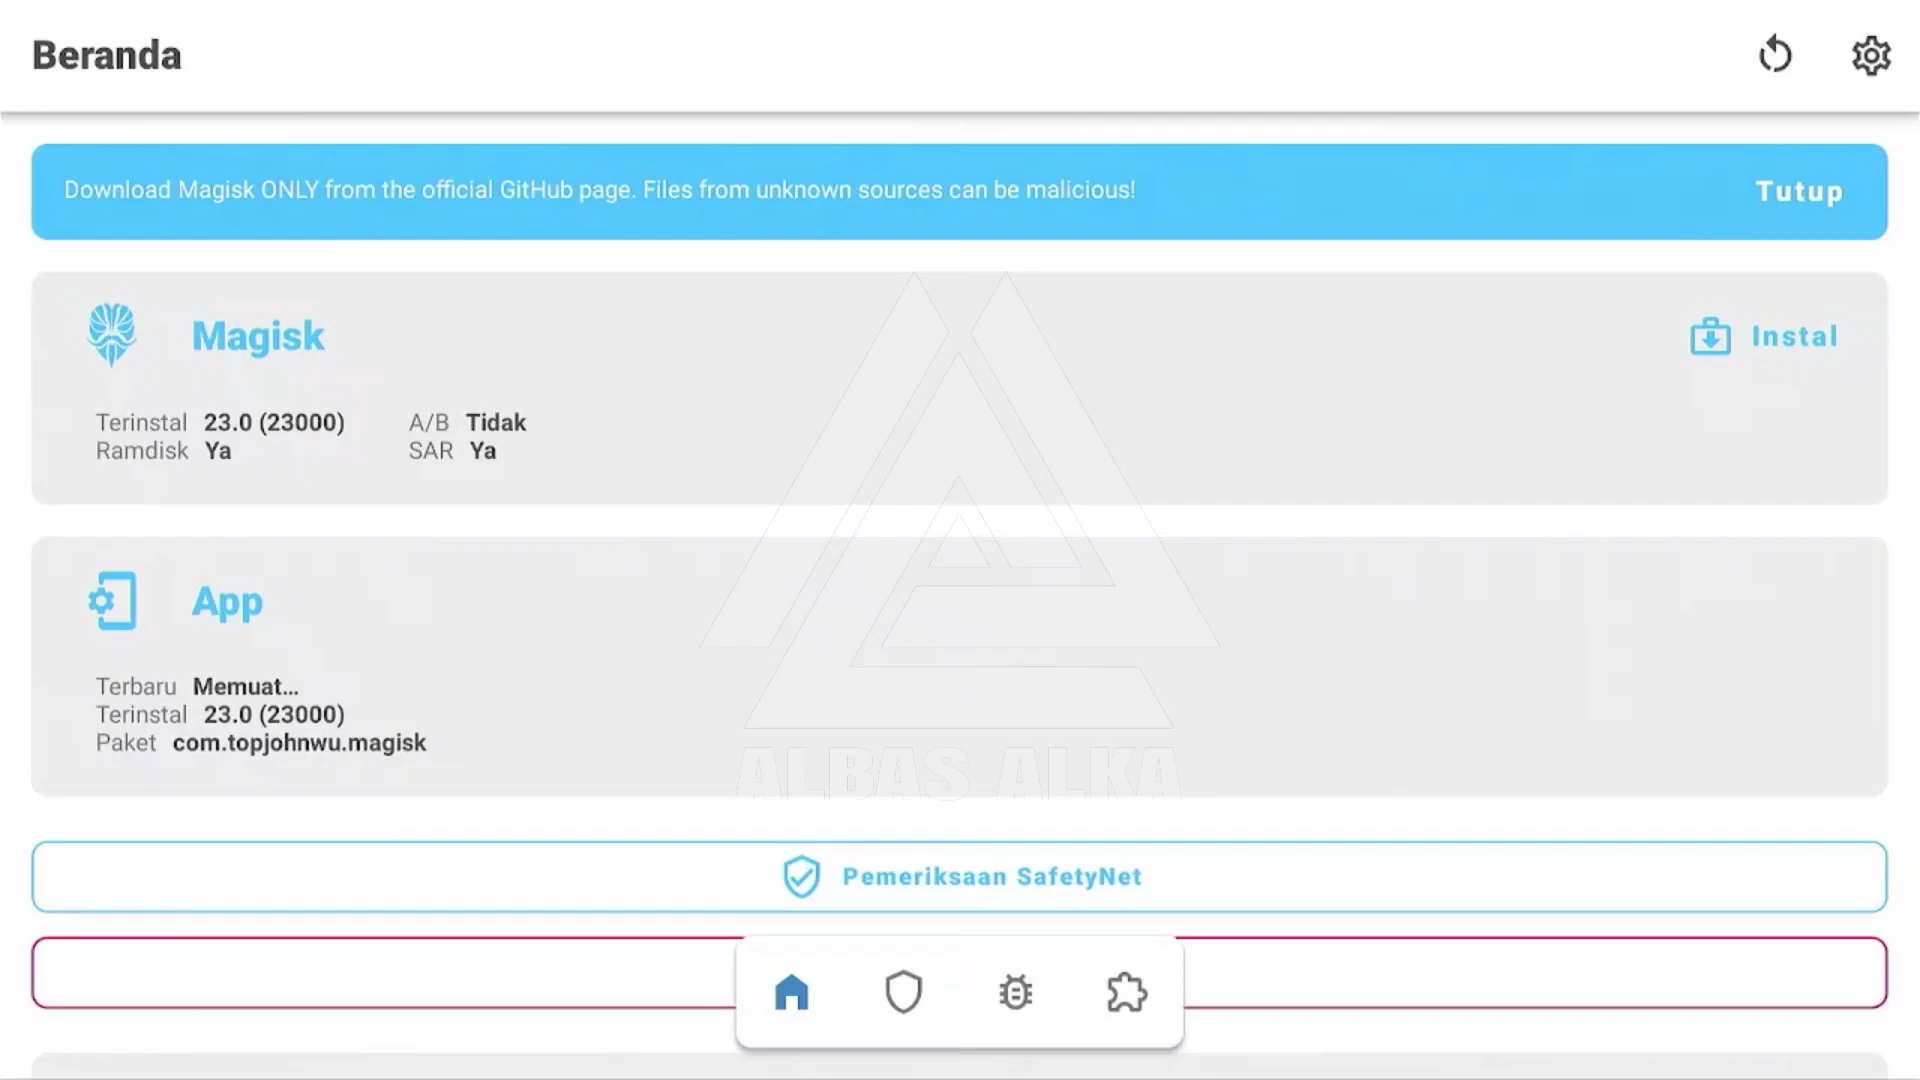 Beranda
Download Magisk ONLY from the official GitHub page. Files from unknown sources can be malicious!
Tutup
Magisk
Instal
Terinstal 23.0 (23000) A/B Tidak
Ramdisk Ya SAR Ya
App
Terbaru Memuat...
Terinstal 23.0 (23000)
Paket com.topjohnwu.magisk
ALBAS ALKA
Pemeriksaan SafetyNet